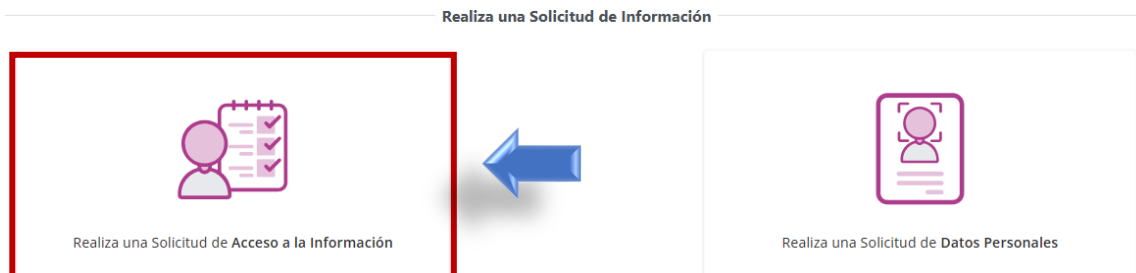 Realiza una Solicitud de Información
Realiza una Solicitud de Acceso a la Información
Realiza una Solicitud de Datos Personales